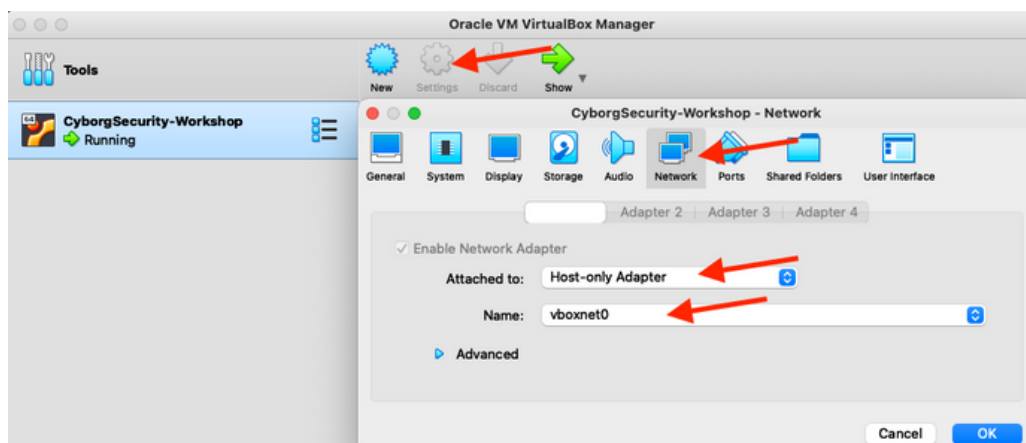 Oracle VM VirtualBox Manager
Tools
New Settings Discard Show
64
CyborgSecurity-Workshop
Running
CyborgSecurity-Workshop - Network
General System Display Storage Audio Network Ports Shared Folders User Interface
Adapter 2 Adapter 3 Adapter 4
Enable Network Adapter
Attached to: Host-only Adapter
Name: vboxnet0
Advanced
Cancel OK